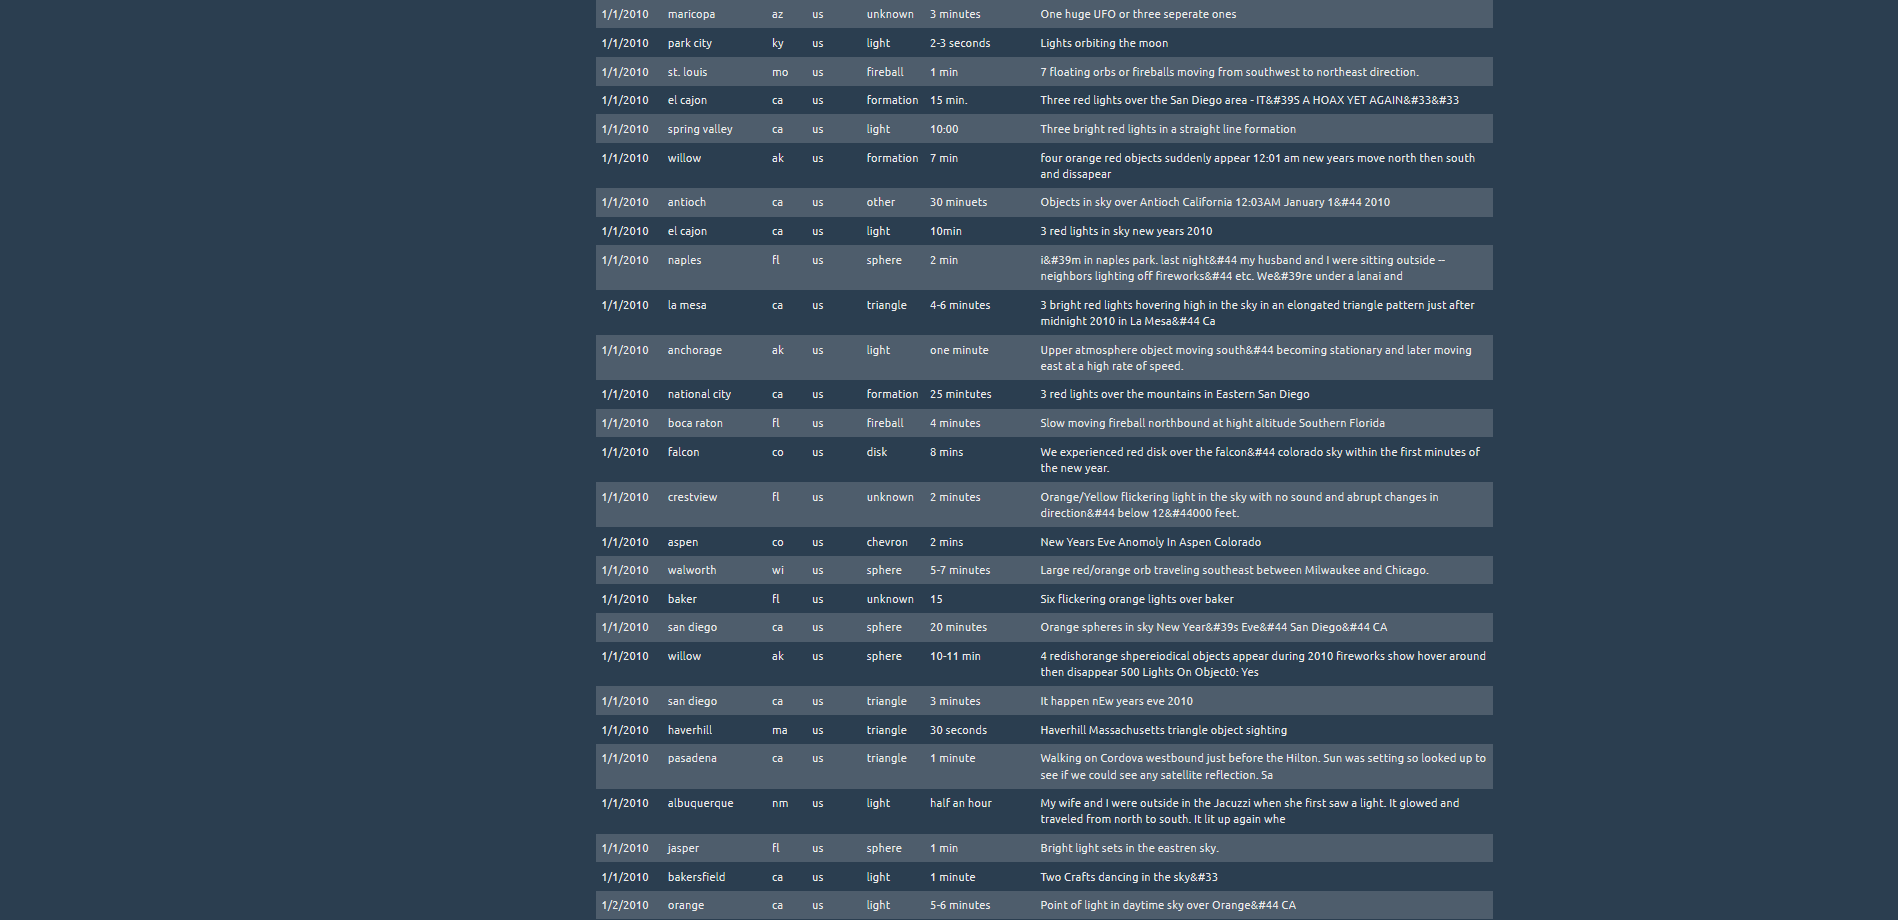 1/1/2010 maricopa az us unknown 3 minutes One huge UFO or three seperate ones
1/1/2010 park city ky us light 2-3 seconds Lights orbiting the moon
1/1/2010 st. louis mo us fireball 1 min 7 floating orbs or fireballs moving from southwest to northeast direction.
1/1/2010 el cajon ca us formation 15 min. Three red lights over the San Diego area - IT&#39S A HOAX YET AGAIN&#33&#33
1/1/2010 spring valley ca us light 10:00 Three bright red lights in a straight line formation
1/1/2010 willow ak us formation 7 min four orange red objects suddenly appear 12:01 am new years move north then south
and dissapear
1/1/2010 antioch ca us other 30 minuets Objects in sky over Antioch California 12:03AM January 1&#44 2010
1/1/2010 el cajon ca us light 10min 3 red lights in sky new years 2010
1/1/2010 naples fl us sphere 2 min i&#39m in naples park. last night&#44 my husband and I were sitting outside --
neighbors lighting off fireworks&#44 etc. We&#39re under a lanai and
1/1/2010 la mesa ca us triangle 4-6 minutes 3 bright red lights hovering high in the sky in an elongated triangle pattern just after
midnight 2010 in La Mesa&#44 Ca
1/1/2010 anchorage ak us light one minute Upper atmosphere object moving south&#44 becoming stationary and later moving
east at a high rate of speed.
1/1/2010 national city ca us formation 25 mintutes 3 red lights over the mountains in Eastern San Diego
1/1/2010 boca raton fl us fireball 4 minutes Slow moving fireball northbound at hight altitude Southern Florida
1/1/2010 falcon co us disk 8 mins We experienced red disk over the falcon&#44 colorado sky within the first minutes of
the new year.
1/1/2010 crestview fl us unknown 2 minutes Orange/Yellow flickering light in the sky with no sound and abrupt changes in
direction&#44 below 12&#44000 feet.
1/1/2010 aspen co us chevron 2 mins New Years Eve Anomoly In Aspen Colorado
1/1/2010 walworth wi us sphere 5-7 minutes Large red/orange orb traveling southeast between Milwaukee and Chicago.
1/1/2010 baker fl us unknown 15 Six flickering orange lights over baker
1/1/2010 san diego ca us sphere 20 minutes Orange spheres in sky New Year&#39s Eve&#44 San Diego&#44 CA
1/1/2010 willow ak us sphere 10-11 min 4 redishorange shpereiodical objects appear during 2010 fireworks show hover around
then disappear 500 Lights On Object0: Yes
1/1/2010 san diego ca us triangle 3 minutes It happen nEw years eve 2010
1/1/2010 haverhill ma us triangle 30 seconds Haverhill Massachusetts triangle object sighting
1/1/2010 pasadena ca us triangle 1 minute Walking on Cordova westbound just before the Hilton. Sun was setting so looked up to
see if we could see any satellite reflection. Sa
1/1/2010 albuquerque nm us light half an hour My wife and I were outside in the Jacuzzi when she first saw a light. It glowed and
traveled from north to south. It lit up again whe
1/1/2010 jasper fl us sphere 1 min Bright light sets in the eastren sky.
1/1/2010 bakersfield ca us light 1 minute Two Crafts dancing in the sky&#33
1/2/2010 orange ca us light 5-6 minutes Point of light in daytime sky over Orange&#44 CA